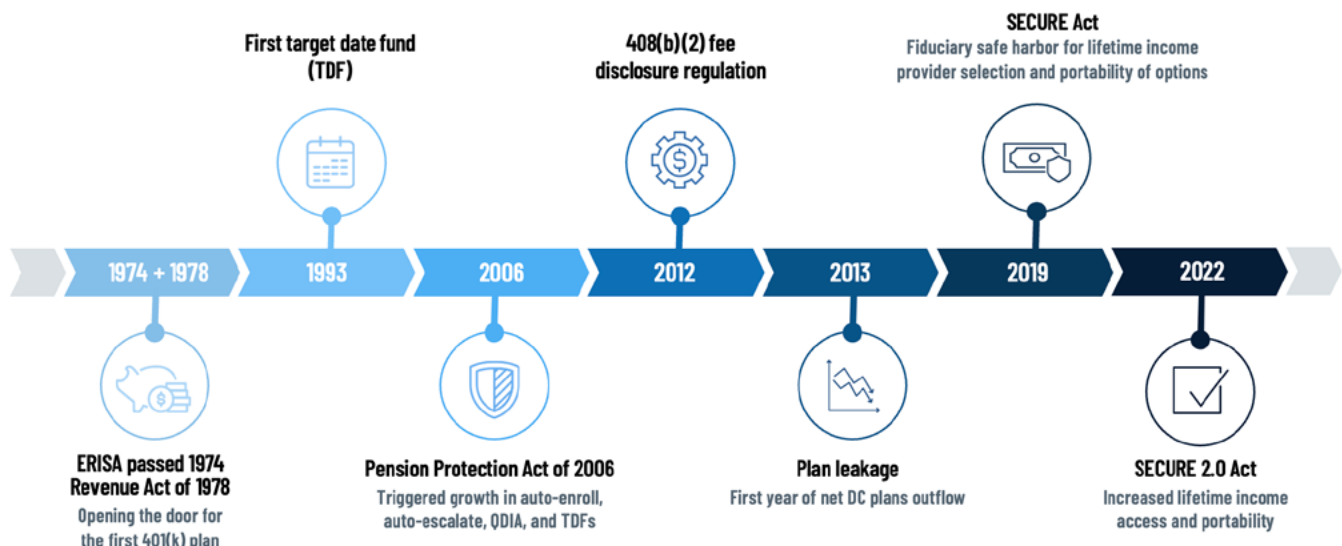 First target date fund
(TDF)
408(b)(2) fee
disclosure regulation
SECURE Act
Fiduciary safe harbor for lifetime income
provider selection and portability of options
$
1974 + 1978
1993
2006
2012
2013
2019
2022
$
ERISA passed 1974
Revenue Act of 1978
Opening the door for
the first 401(k) plan
Pension Protection Act of 2006
Triggered growth in auto-enroll,
auto-escalate, QDIA, and TDFs
Plan leakage
First year of net DC plans outflow
SECURE 2.0 Act
Increased lifetime income
access and portability